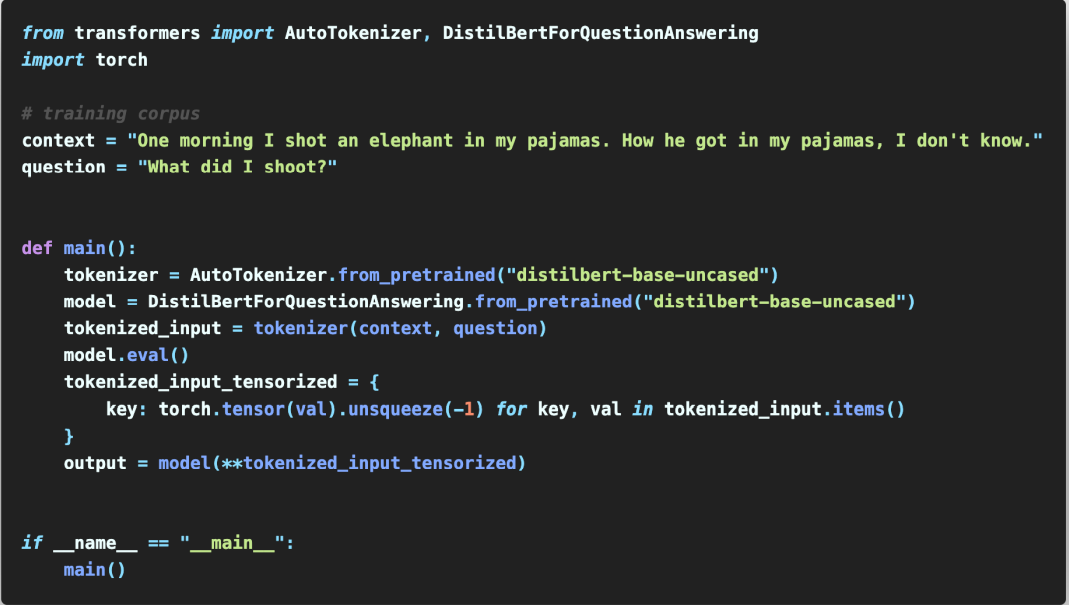 from transformers import AutoTokenizer, DistilBertForQuestionAnswering
import torch

# training corpus
context = "One morning I shot an elephant in my pajamas. How he got in my pajamas, I don't know."
question = "What did I shoot?"


def main():
    tokenizer = AutoTokenizer.from_pretrained("distilbert-base-uncased")
    model = DistilBertForQuestionAnswering.from_pretrained("distilbert-base-uncased")
    tokenized_input = tokenizer(context, question)
    model.eval()
    tokenized_input_tensorized = {
        key: torch.tensor(val).unsqueeze(-1) for key, val in tokenized_input.items()
    }
    output = model(**tokenized_input_tensorized)


if __name__ == "__main__":
    main()